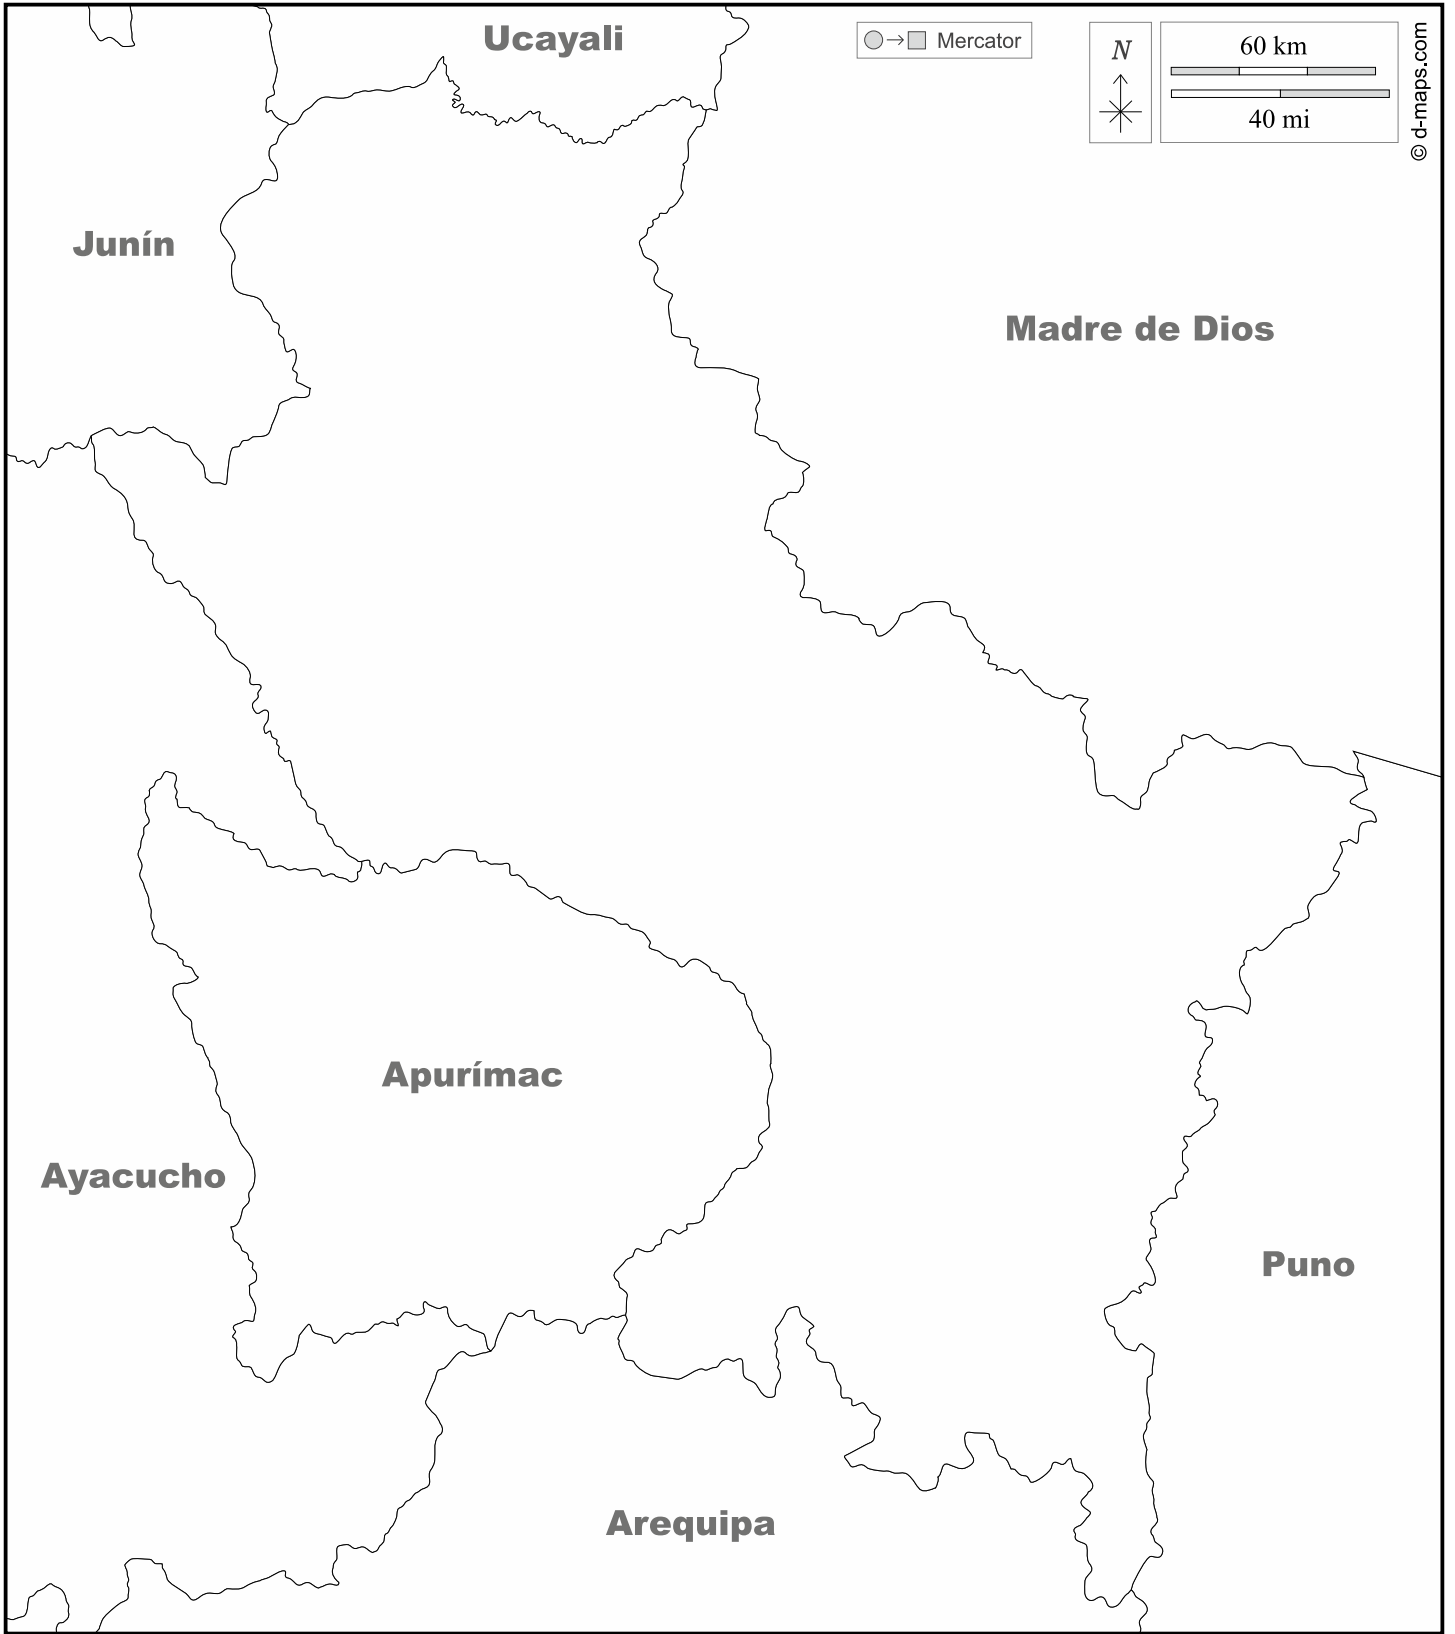 Ucayali
Mercator
N
60 km
40 mi
© d-maps.com
Junín
Madre de Dios
Apurímac
Ayacucho
Puno
Arequipa